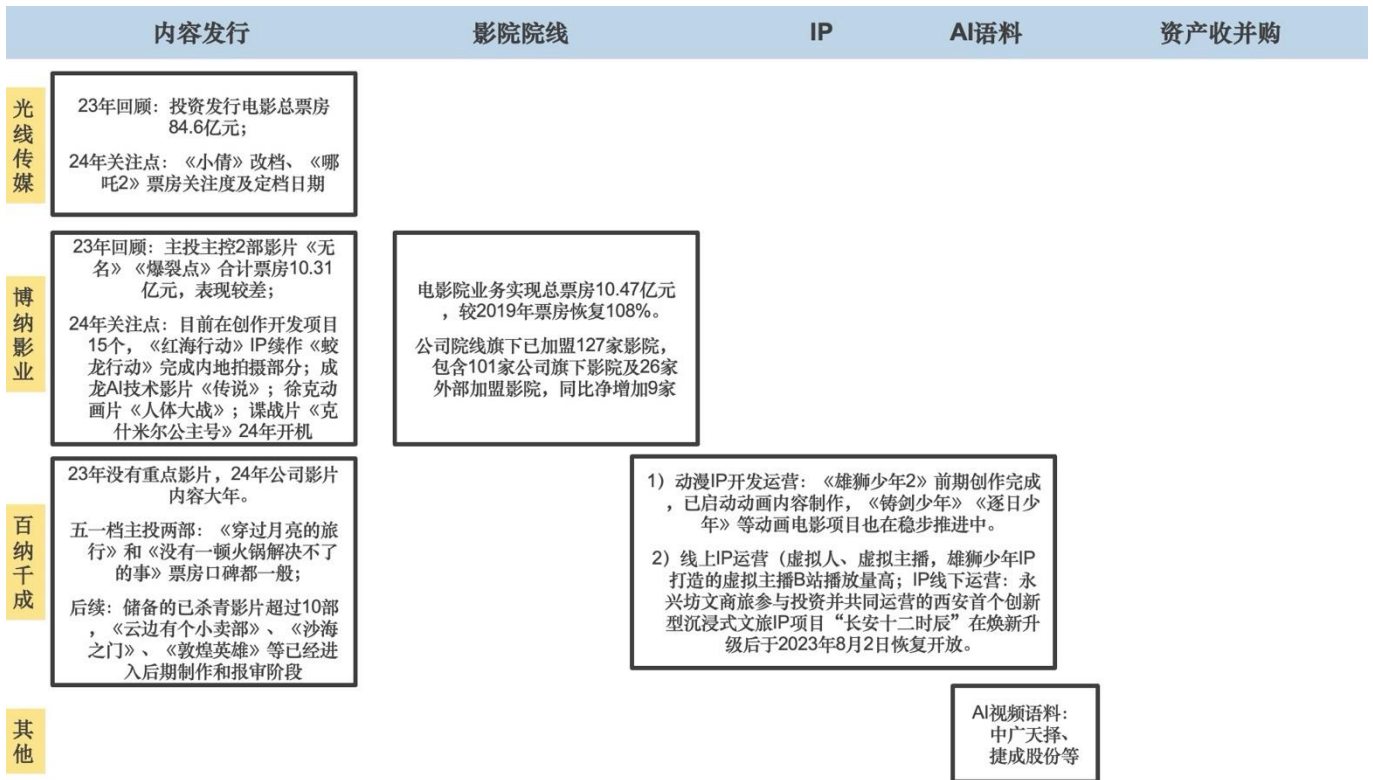 内容发行 影院院线 IP AI语料 资产收并购
光
线
传
媒
23年回顾：投资发行电影总票房
84.6亿元；
24年关注点：《小倩》改档、《哪
吒2》票房关注度及定档日期
博
纳
影
业
23年回顾：主投主控2部影片《无
名》《爆裂点》合计票房10.31
亿元，表现较差；
24年关注点：目前在创作开发项目
15个，《红海行动》IP续作《蛟
龙行动》完成内地拍摄部分；成
龙AI技术影片《传说》；徐克动
画片《人体大战》；谍战片《克
什米尔公主号》24年开机
电影院业务实现总票房10.47亿元
，较2019年票房恢复108%。
公司院线旗下已加盟127家影院，
包含101家公司旗下影院及26家
外部加盟影院，同比净增加9家
百
纳
千
成
23年没有重点影片，24年公司影片
内容大年。
五一档主投两部：《穿过月亮的旅
行》和《没有一顿火锅解决不了
的事》票房口碑都一般；
后续：储备的已杀青影片超过10部
，《云边有个小卖部》、《沙海
之门》、《敦煌英雄》等已经进
入后期制作和报审阶段
1）动漫IP开发运营：《雄狮少年2》前期创作完成
，已启动动画内容制作，《铸剑少年》《逐日少
年》等动画电影项目也在稳步推进中。
2）线上IP运营（虚拟人、虚拟主播，雄狮少年IP
打造的虚拟主播B站播放量高；IP线下运营：永
兴坊文商旅参与投资并共同运营的西安首个创新
型沉浸式文旅IP项目“长安十二时辰”在焕新升
级后于2023年8月2日恢复开放。
其
他
AI视频语料：
中广天择、
捷成股份等